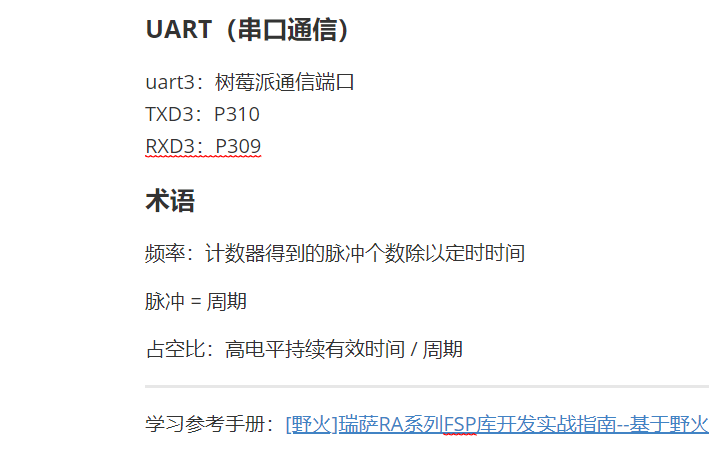 UART（串口通信）
uart3：树莓派通信端口
TXD3：P310
RXD3：P309
术语
频率：计数器得到的脉冲个数除以定时时间
脉冲 = 周期
占空比：高电平持续有效时间 / 周期
学习参考手册：[野火]瑞萨RA系列FSP库开发实战指南--基于野火